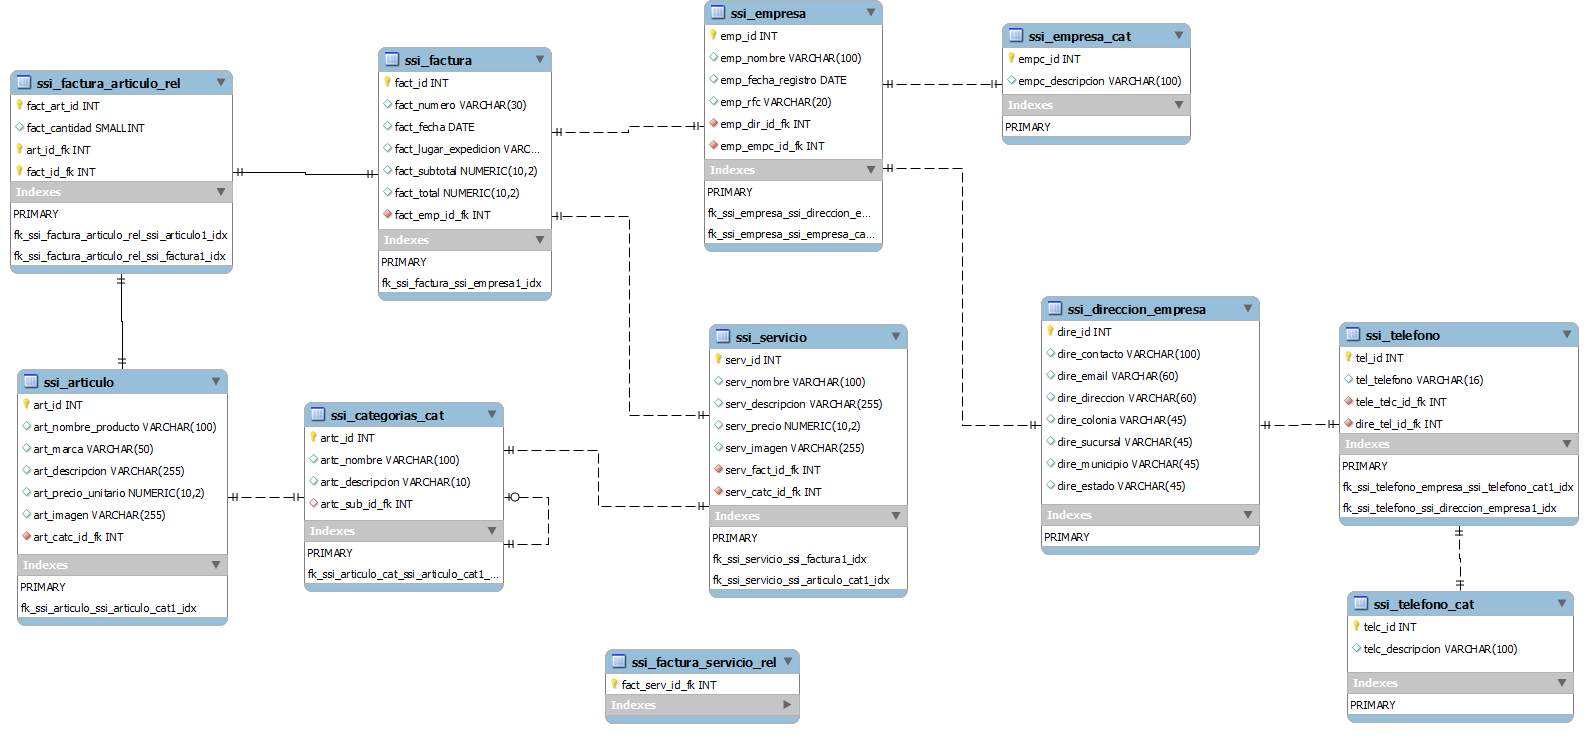 ssi_factura_articulo_rel
fact_art_id INT
fact_cantidad SMALLINT
art_id_fk INT
fact_id_fk INT
Indexes
PRIMARY
fk_ssi_factura_articulo_rel_ssi_articulo1_idx
fk_ssi_factura_articulo_rel_ssi_factura1_idx
ssi_factura
fact_id INT
fact_numero VARCHAR(30)
fact_fecha DATE
fact_lugar_expedicion VARC...
fact_subtotal NUMERIC(10,2)
fact_total NUMERIC(10,2)
fact_emp_id_fk INT
Indexes
PRIMARY
fk_ssi_factura_ssi_empresa1_idx
ssi_empresa
emp_id INT
emp_nombre VARCHAR(100)
emp_fecha_registro DATE
emp_rfc VARCHAR(20)
emp_dir_id_fk INT
emp_empc_id_fk INT
Indexes
PRIMARY
fk_ssi_empresa_ssi_direccion_e...
fk_ssi_empresa_ssi_empresa_ca...
ssi_empresa_cat
empc_id INT
empc_descripcion VARCHAR(100)
Indexes
PRIMARY
ssi_articulo
art_id INT
art_nombre_producto VARCHAR(100)
art_marca VARCHAR(50)
art_descripcion VARCHAR(255)
art_precio_unitario NUMERIC(10,2)
art_imagen VARCHAR(255)
art_catc_id_fk INT
Indexes
PRIMARY
fk_ssi_articulo_ssi_articulo_cat1_idx
ssi_categorias_cat
artc_id INT
artc_nombre VARCHAR(100)
artc_descripcion VARCHAR(10)
artc_sub_id_fk INT
Indexes
PRIMARY
fk_ssi_articulo_cat_ssi_articulo_cat1_...
ssi_servicio
serv_id INT
serv_nombre VARCHAR(100)
serv_descripcion VARCHAR(255)
serv_precio NUMERIC(10,2)
serv_imagen VARCHAR(255)
serv_fact_id_fk INT
serv_catc_id_fk INT
Indexes
PRIMARY
fk_ssi_servicio_ssi_factura1_idx
fk_ssi_servicio_ssi_articulo_cat1_idx
ssi_direccion_empresa
dire_id INT
dire_contacto VARCHAR(100)
dire_email VARCHAR(60)
dire_direccion VARCHAR(60)
dire_colonia VARCHAR(45)
dire_sucursal VARCHAR(45)
dire_municipio VARCHAR(45)
dire_estado VARCHAR(45)
Indexes
PRIMARY
ssi_telefono
tel_id INT
tel_telefono VARCHAR(16)
tele_telc_id_fk INT
dire_tel_id_fk INT
Indexes
PRIMARY
fk_ssi_telefono_empresa_ssi_telefono_cat1_idx
fk_ssi_telefono_ssi_direccion_empresa1_idx
ssi_telefono_cat
telc_id INT
telc_descripcion VARCHAR(100)
Indexes
PRIMARY
ssi_factura_servicio_rel
fact_serv_id_fk INT
Indexes